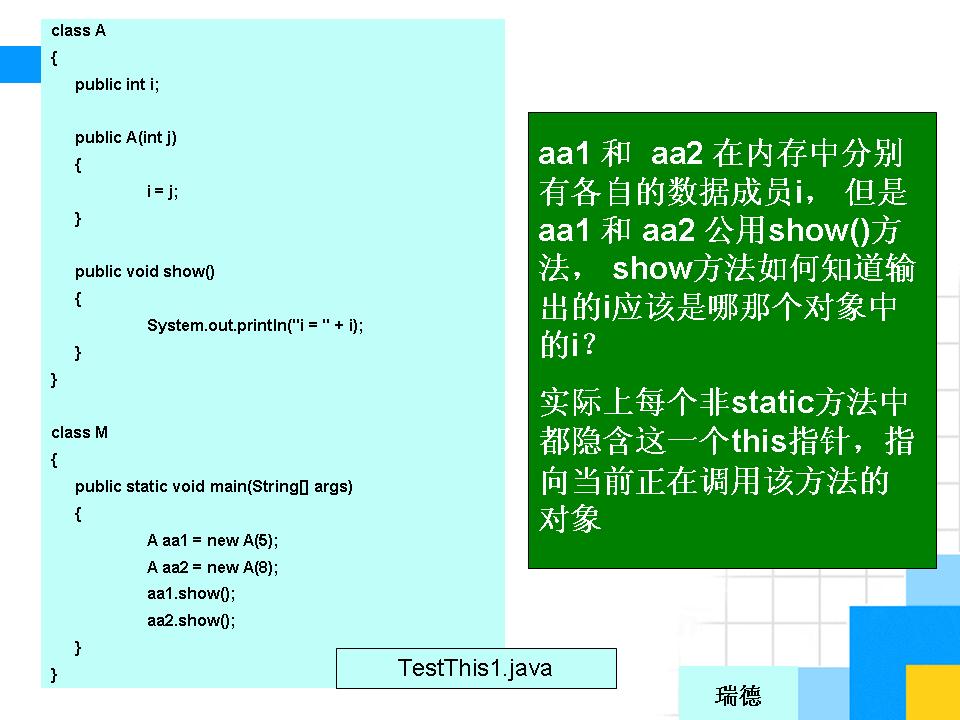 class A
{
public int i;
public A(int j)
{
i = j;
}
public void show()
{
System.out.println("i = " + i);
}
}
class M
{
public static void main(String[] args)
{
A aa1 = new A(5);
A aa2 = new A(8);
aa1.show();
aa2.show();
}
}
aa1 和 aa2 在内存中分别
有各自的数据成员i， 但是
aa1 和 aa2 公用show()方
法， show方法如何知道输
出的i应该是哪那个对象中
的i？
实际上每个非static方法中
都隐含这一个this指针，指
向当前正在调用该方法的
对象
TestThis1.java
瑞德